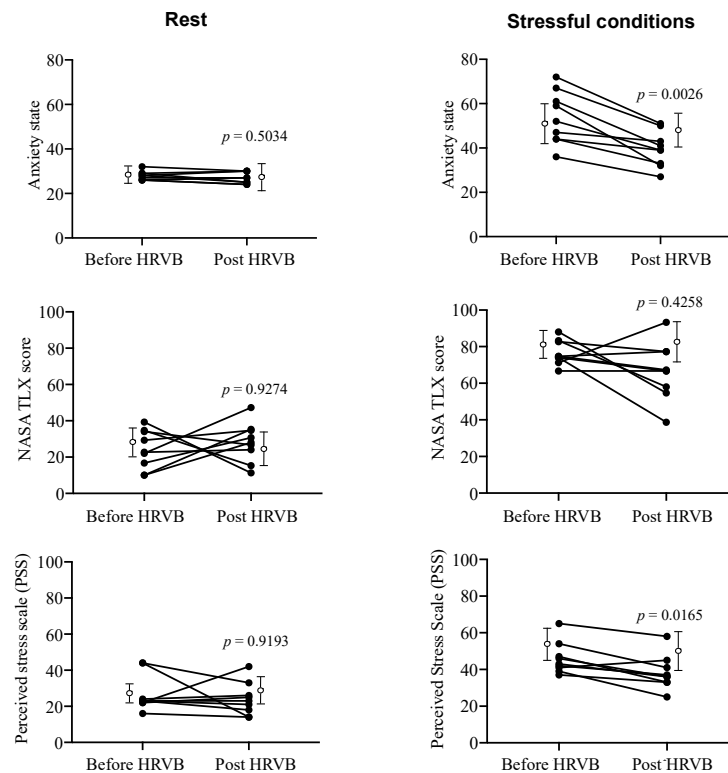 Rest
Stressful conditions
Anxiety state
80
60
40
20
0
p = 0.5034
Before HRVB
Post HRVB
Anxiety state
80
60
40
20
0
p = 0.0026
Before HRVB
Post HRVB
NASA TLX score
100
80
60
40
20
0
p = 0.9274
Before HRVB
Post HRVB
NASA TLX score
100
80
60
40
20
0
p = 0.4258
Before HRVB
Post HRVB
Perceived stress scale (PSS)
100
80
60
40
20
0
p = 0.9193
Before HRVB
Post HRVB
Perceived stress Scale (PSS)
100
80
60
40
20
0
p = 0.0165
Before HRVB
Post HRVB